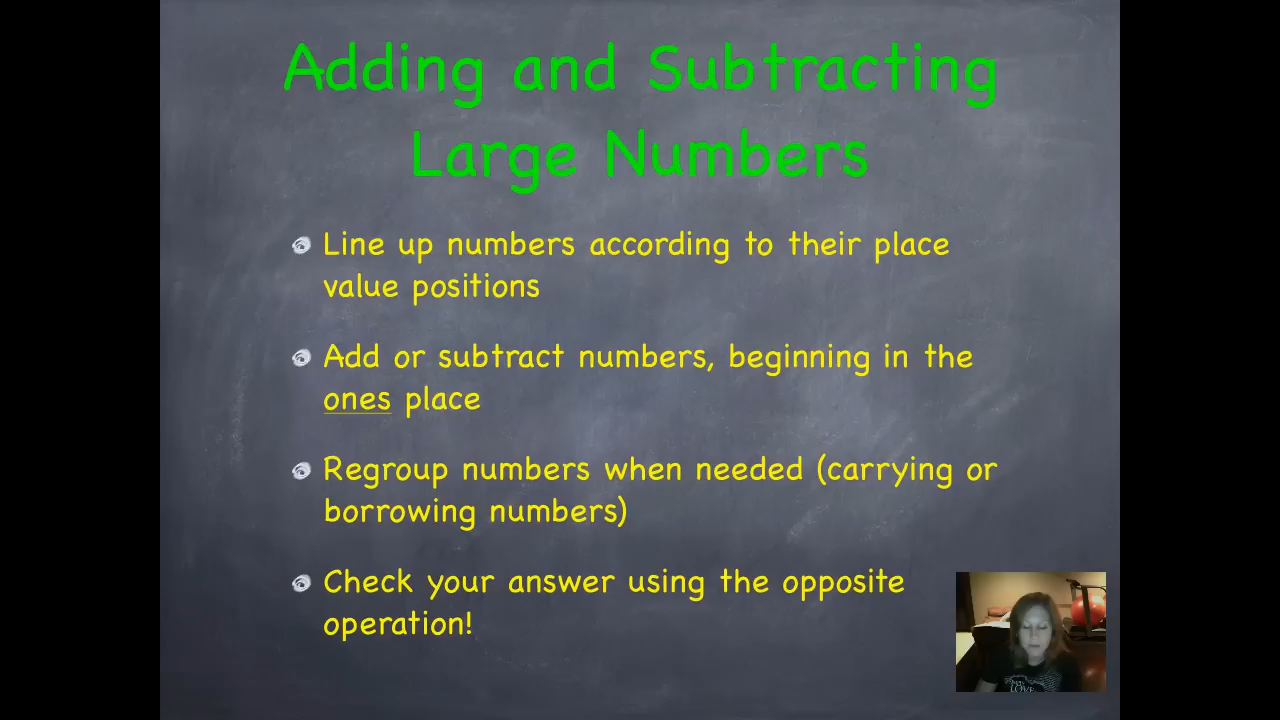 Adding and Subtracting
Large Numbers
Line up numbers according to their place
value positions
Add or subtract numbers, beginning in the
ones place
Regroup numbers when needed (carrying or
borrowing numbers)
Check your answer using the opposite
operation!
LOVE